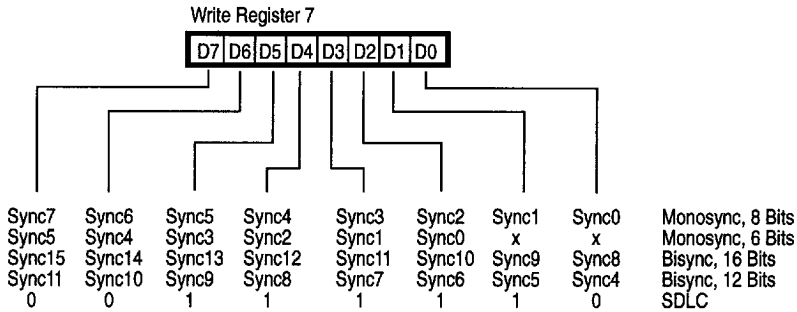 Write Register 7
D7 D6 D5 D4 D3 D2 D1 D0
Sync7 Sync6 Sync5 Sync4 Sync3 Sync2 Sync1 Sync0 Monosync, 8 Bits
Sync5 Sync4 Sync3 Sync2 Sync1 Sync0 x x Monosync, 6 Bits
Sync15 Sync14 Sync13 Sync12 Sync11 Sync10 Sync9 Sync8 Bisync, 16 Bits
Sync11 Sync10 Sync9 Sync8 Sync7 Sync6 Sync5 Sync4 Bisync, 12 Bits
0 0 1 1 1 1 1 0 SDLC